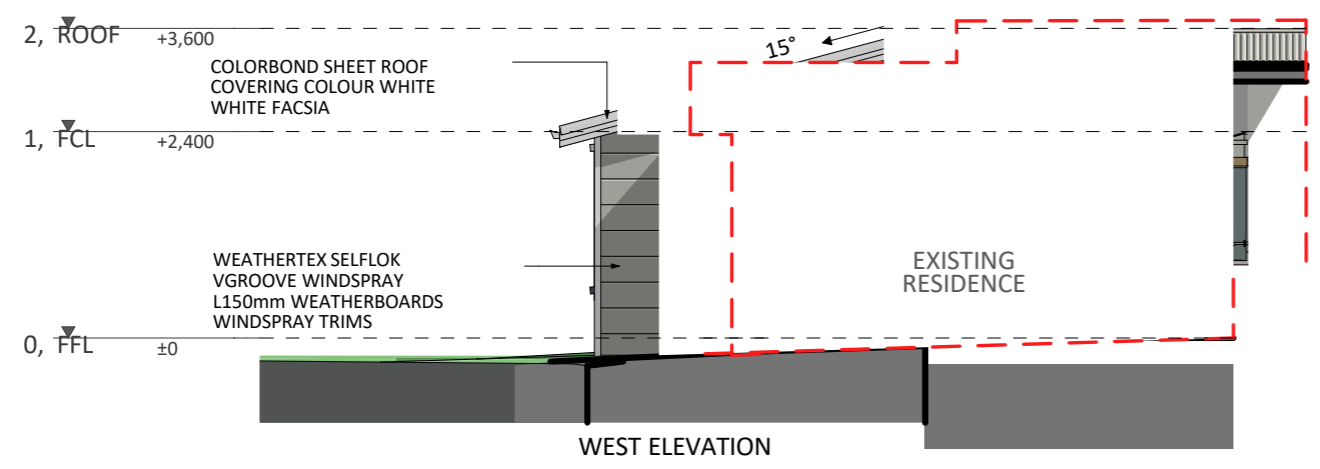 2, ROOF +3,600
15°
COLORBOND SHEET ROOF
COVERING COLOUR WHITE
WHITE FACSIA
1, FCL +2,400
WEATHERTEX SELFLOK
VGROOVE WINDSPRAY
L150mm WEATHERBOARDS
WINDSPRAY TRIMS
EXISTING
RESIDENCE
0, FFL ±0
WEST ELEVATION